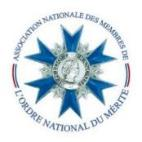 ASSOCIATION NATIONALE DES MEMBRES DE
L'ORDRE NATIONAL DU MÉRITE